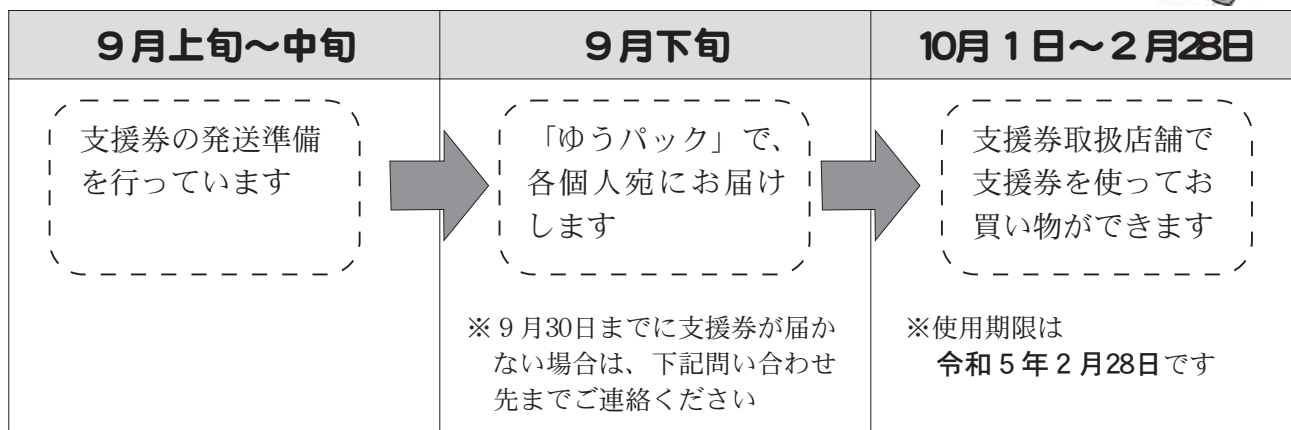 9月上旬～中旬
9月下旬
10月1日～2月28日
支援券の発送準備
を行っています
「ゆうパック」で、
各個人宛にお届け
します
※9月30日までに支援券が届か
ない場合は、下記問い合わせ
先までご連絡ください
支援券取扱店舗で
支援券を使ってお
買い物ができます
※使用期限は
令和5年2月28日です